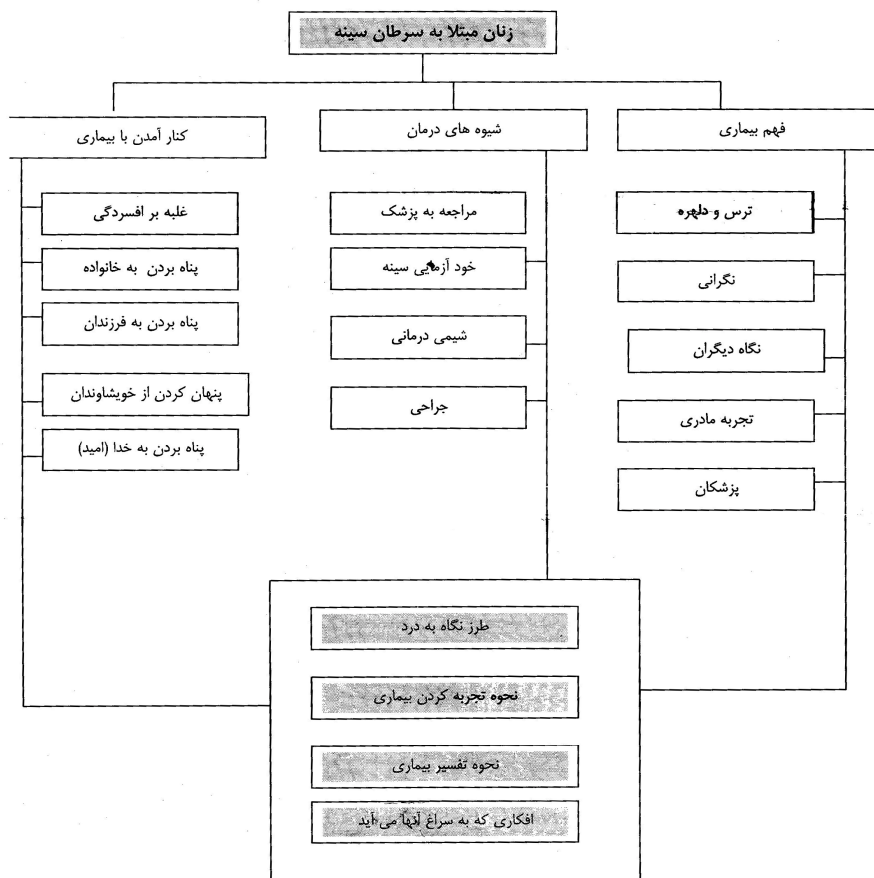 زنان مبتلا به سرطان سینه
فهم بیماری
شیوه های درمان
کنار آمدن با بیماری
ترس و دلهره
نگرانی
نگاه دیگران
تجربه مادری
پزشکان
مراجعه به پزشک
خود آزمایی سینه
شیمی درمانی
جراحی
غلبه بر افسردگی
پناه بردن به خانواده
پناه بردن به فرزندان
پنهان کردن از خویشاوندان
پناه بردن به خدا (امید)
طرز نگاه به درد
نحوه تجربه کردن بیماری
نحوه تفسیر بیماری
افکاری که به سراغ آنها می آید